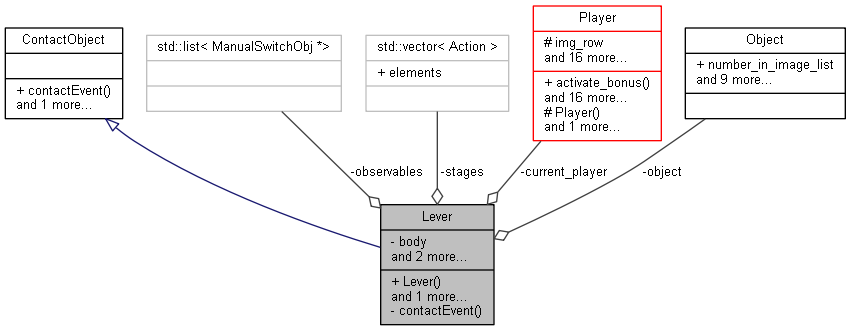 ContactObject
+ contactEvent()
and 1 more...
std::list< ManualSwitchObj *>
std::vector< Action >
+ elements
Player
# img_row
and 16 more...
+ activate_bonus()
and 16 more...
# Player()
and 1 more...
Object
+ number_in_image_list
and 9 more...
-observables
-stages
-current_player
-object
Lever
- body
and 2 more...
+ Lever()
and 1 more...
- contactEvent()